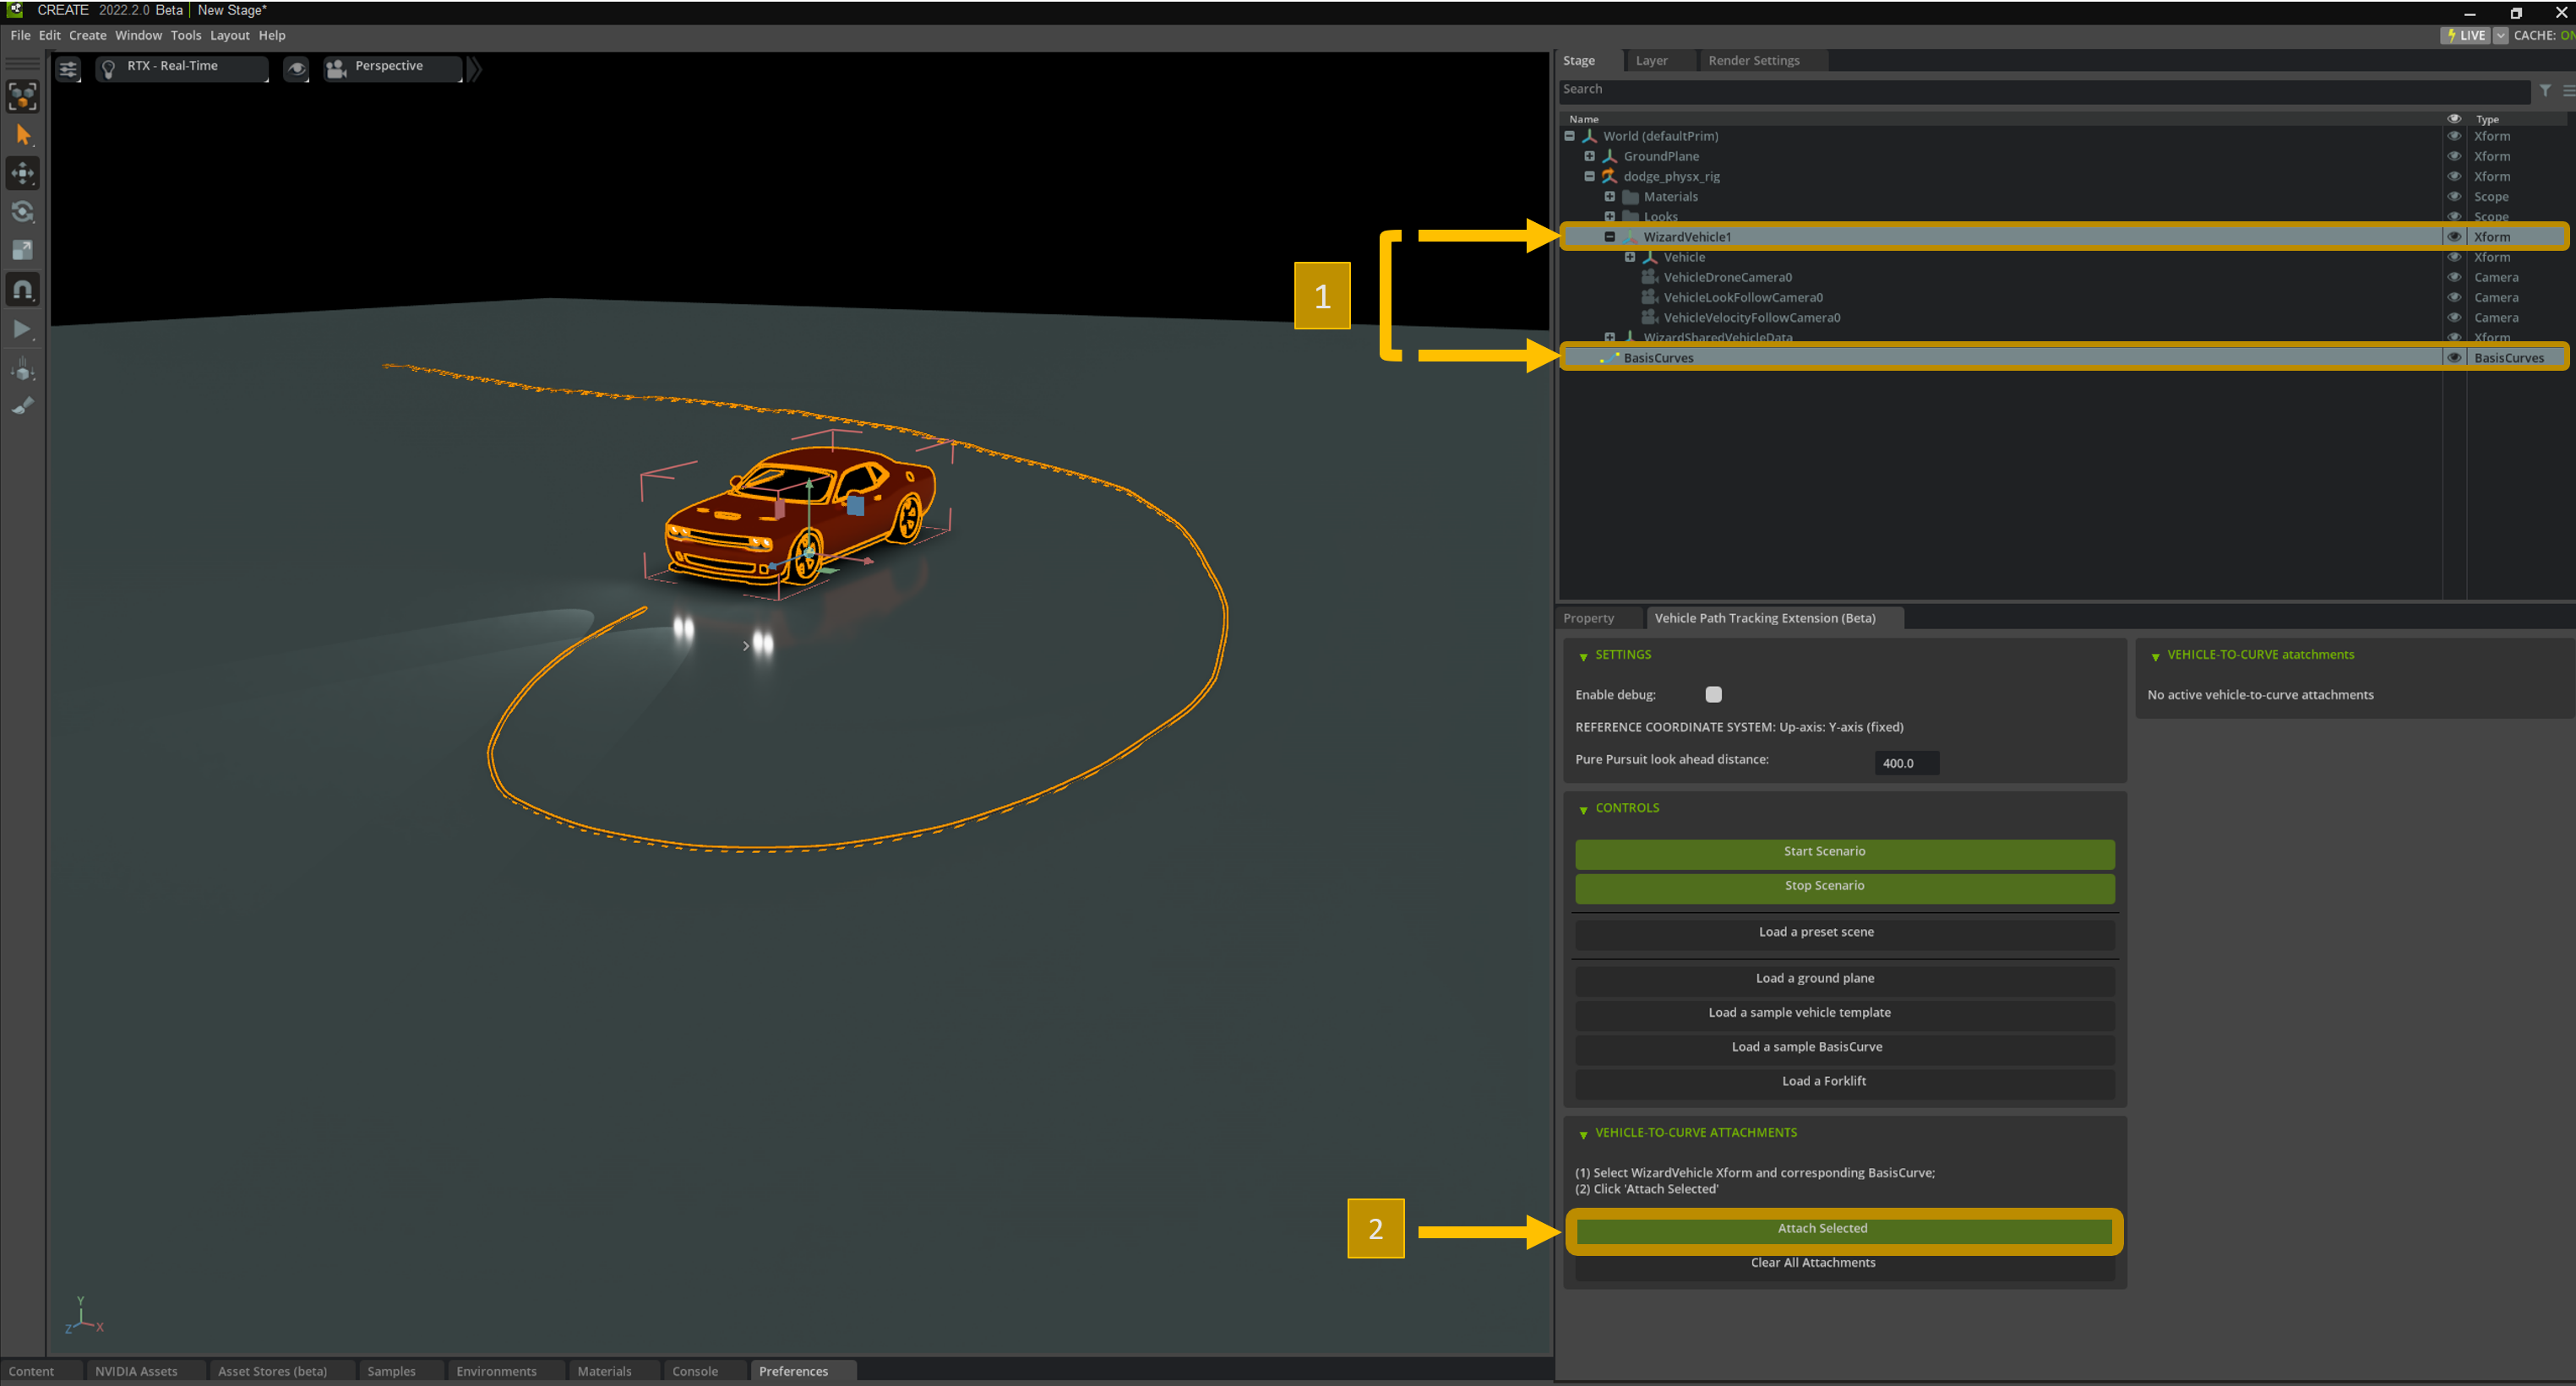 CREATE 2022.2.0 Beta | New Stage*
File Edit Create Window Tools Layout Help
LIVE CACHE: ON
RTX - Real-Time
Perspective
Stage Layer Render Settings
Search
Name Type
World (defaultPrim) Xform
GroundPlane Xform
dodge_physx_rig Xform
Materials Scope
Looks Scope
WizardVehicle1 Xform
Vehicle Xform
VehicleDroneCamera0 Camera
VehicleLookFollowCamera0 Camera
VehicleVelocityFollowCamera0 Camera
WizardSharedVehicleData Xform
BasisCurves BasisCurves
1
Property Vehicle Path Tracking Extension (Beta)
SETTINGS
Enable debug:
REFERENCE COORDINATE SYSTEM: Up-axis: Y-axis (fixed)
Pure Pursuit look ahead distance: 400.0
VEHICLE-TO-CURVE atatchments
No active vehicle-to-curve attachments
CONTROLS
Start Scenario
Stop Scenario
Load a preset scene
Load a ground plane
Load a sample vehicle template
Load a sample BasisCurve
Load a Forklift
VEHICLE-TO-CURVE ATTACHMENTS
(1) Select WizardVehicle Xform and corresponding BasisCurve;
(2) Click 'Attach Selected'
2
Attach Selected
Clear All Attachments
Y
Z X
Content NVIDIA Assets Asset Stores (beta) Samples Environments Materials Console Preferences